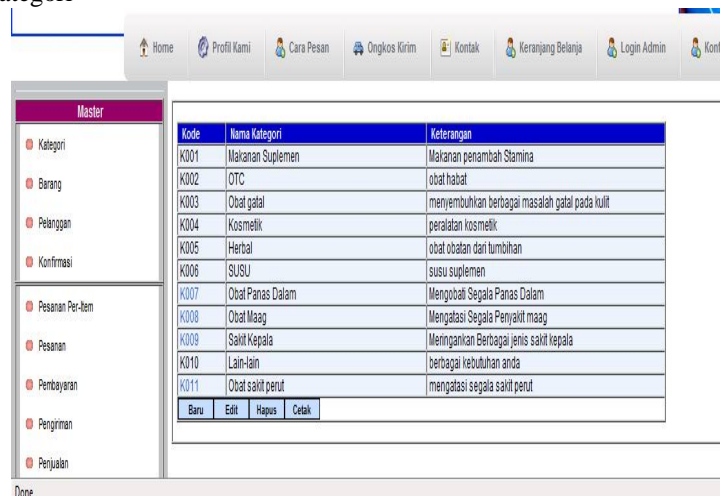 Home Profil Kami Cara Pesan Ongkos Kirim Kontak Keranjang Belanja Login Admin
Master
Kategori
Barang
Pelanggan
Konfirmasi
Pesanan Per-Item
Pesanan
Pembayaran
Pengiriman
Penjualan
Kode Nama Kategori Keterangan
K001 Makanan Suplemen Makanan penambah Stamina
K002 OTC obat habat
K003 Obat gatal menyembuhkan berbagai masalah gatal pada kulit
K004 Kosmetik peralatan kosmetik
K005 Herbal obat obatan dari tumbihan
K006 SUSU susu suplemen
K007 Obat Panas Dalam Mengobati Segala Panas Dalam
K008 Obat Maag Mengatasi Segala Penyakit maag
K009 Sakit Kepala Meringankan Berbagai jenis sakit kepala
K010 Lain-lain berbagai kebutuhan anda
K011 Obat sakit perut mengatasi segala sakit perut
Baru Edit Hapus Cetak
Done